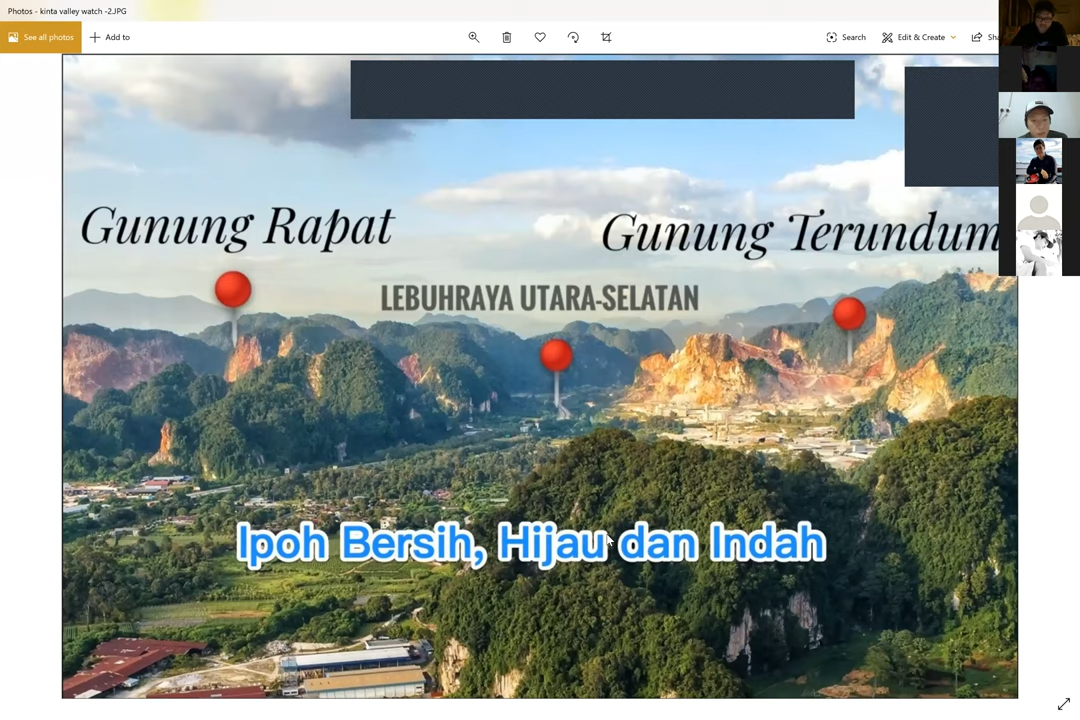 Photos - kinta valley watch -2.JPG
See all photos
Add to
Search
Edit & Create
Gunung Rapat
Gunung Terundum
LEBUHRAYA UTARA-SELATAN
Ipoh Bersih, Hijau dan Indah